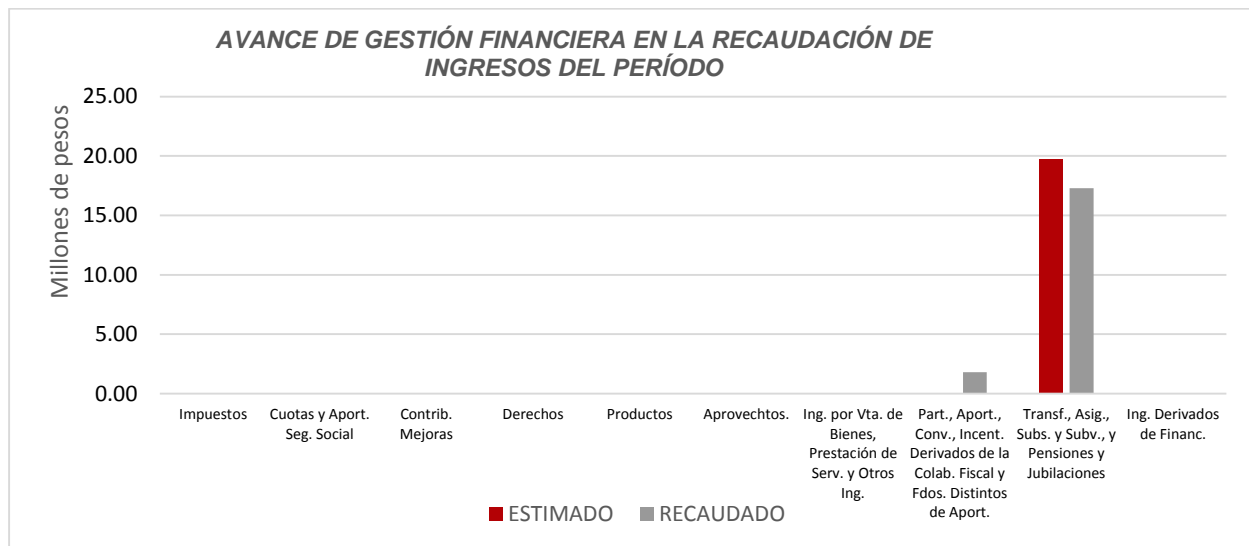 AVANCE DE GESTIÓN FINANCIERA EN LA RECAUDACIÓN DE
INGRESOS DEL PERÍODO
Millones de pesos
25.00
20.00
15.00
10.00
5.00
0.00
Impuestos
Cuotas y Aport.
Seg. Social
Contrib.
Mejoras
Derechos
Productos
Aprovechtos.
Ing. por Vta. de
Bienes,
Prestación de
Serv. y Otros
Ing.
Part., Aport.,
Conv., Incent.
Derivados de la
Colab. Fiscal y
Fdos. Distintos
de Aport.
Transf., Asig.,
Subs. y Subv., y
Pensiones y
Jubilaciones
Ing. Derivados
de Financ.
ESTIMADO
RECAUDADO